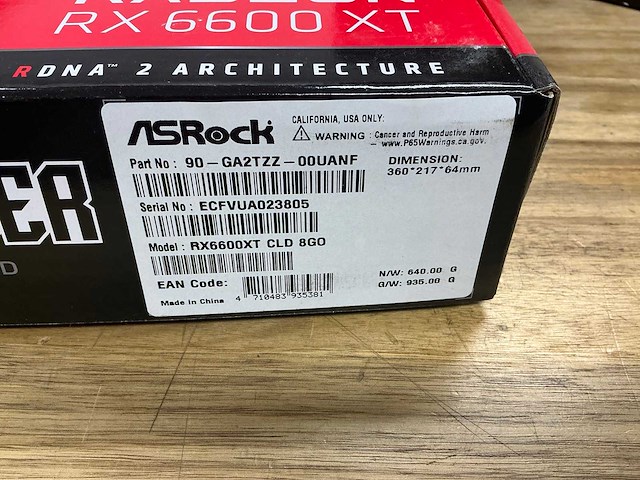 RADEON
RX 6600 XT
RDNA™ 2 ARCHITECTURE
ASRock
CALIFORNIA, USA ONLY:
⚠ WARNING : Cancer and Reproductive Harm
– www.P65Warnings.ca.gov.
Part No : 90-GA2TZZ-00UANF
DIMENSION:
360*217*64mm
Serial No : ECFVUA023805
Model : RX6600XT CLD 8GO
EAN Code:
4 710483 935381
Made in China
N/W: 640.00 G
G/W: 935.00 G
ER
D